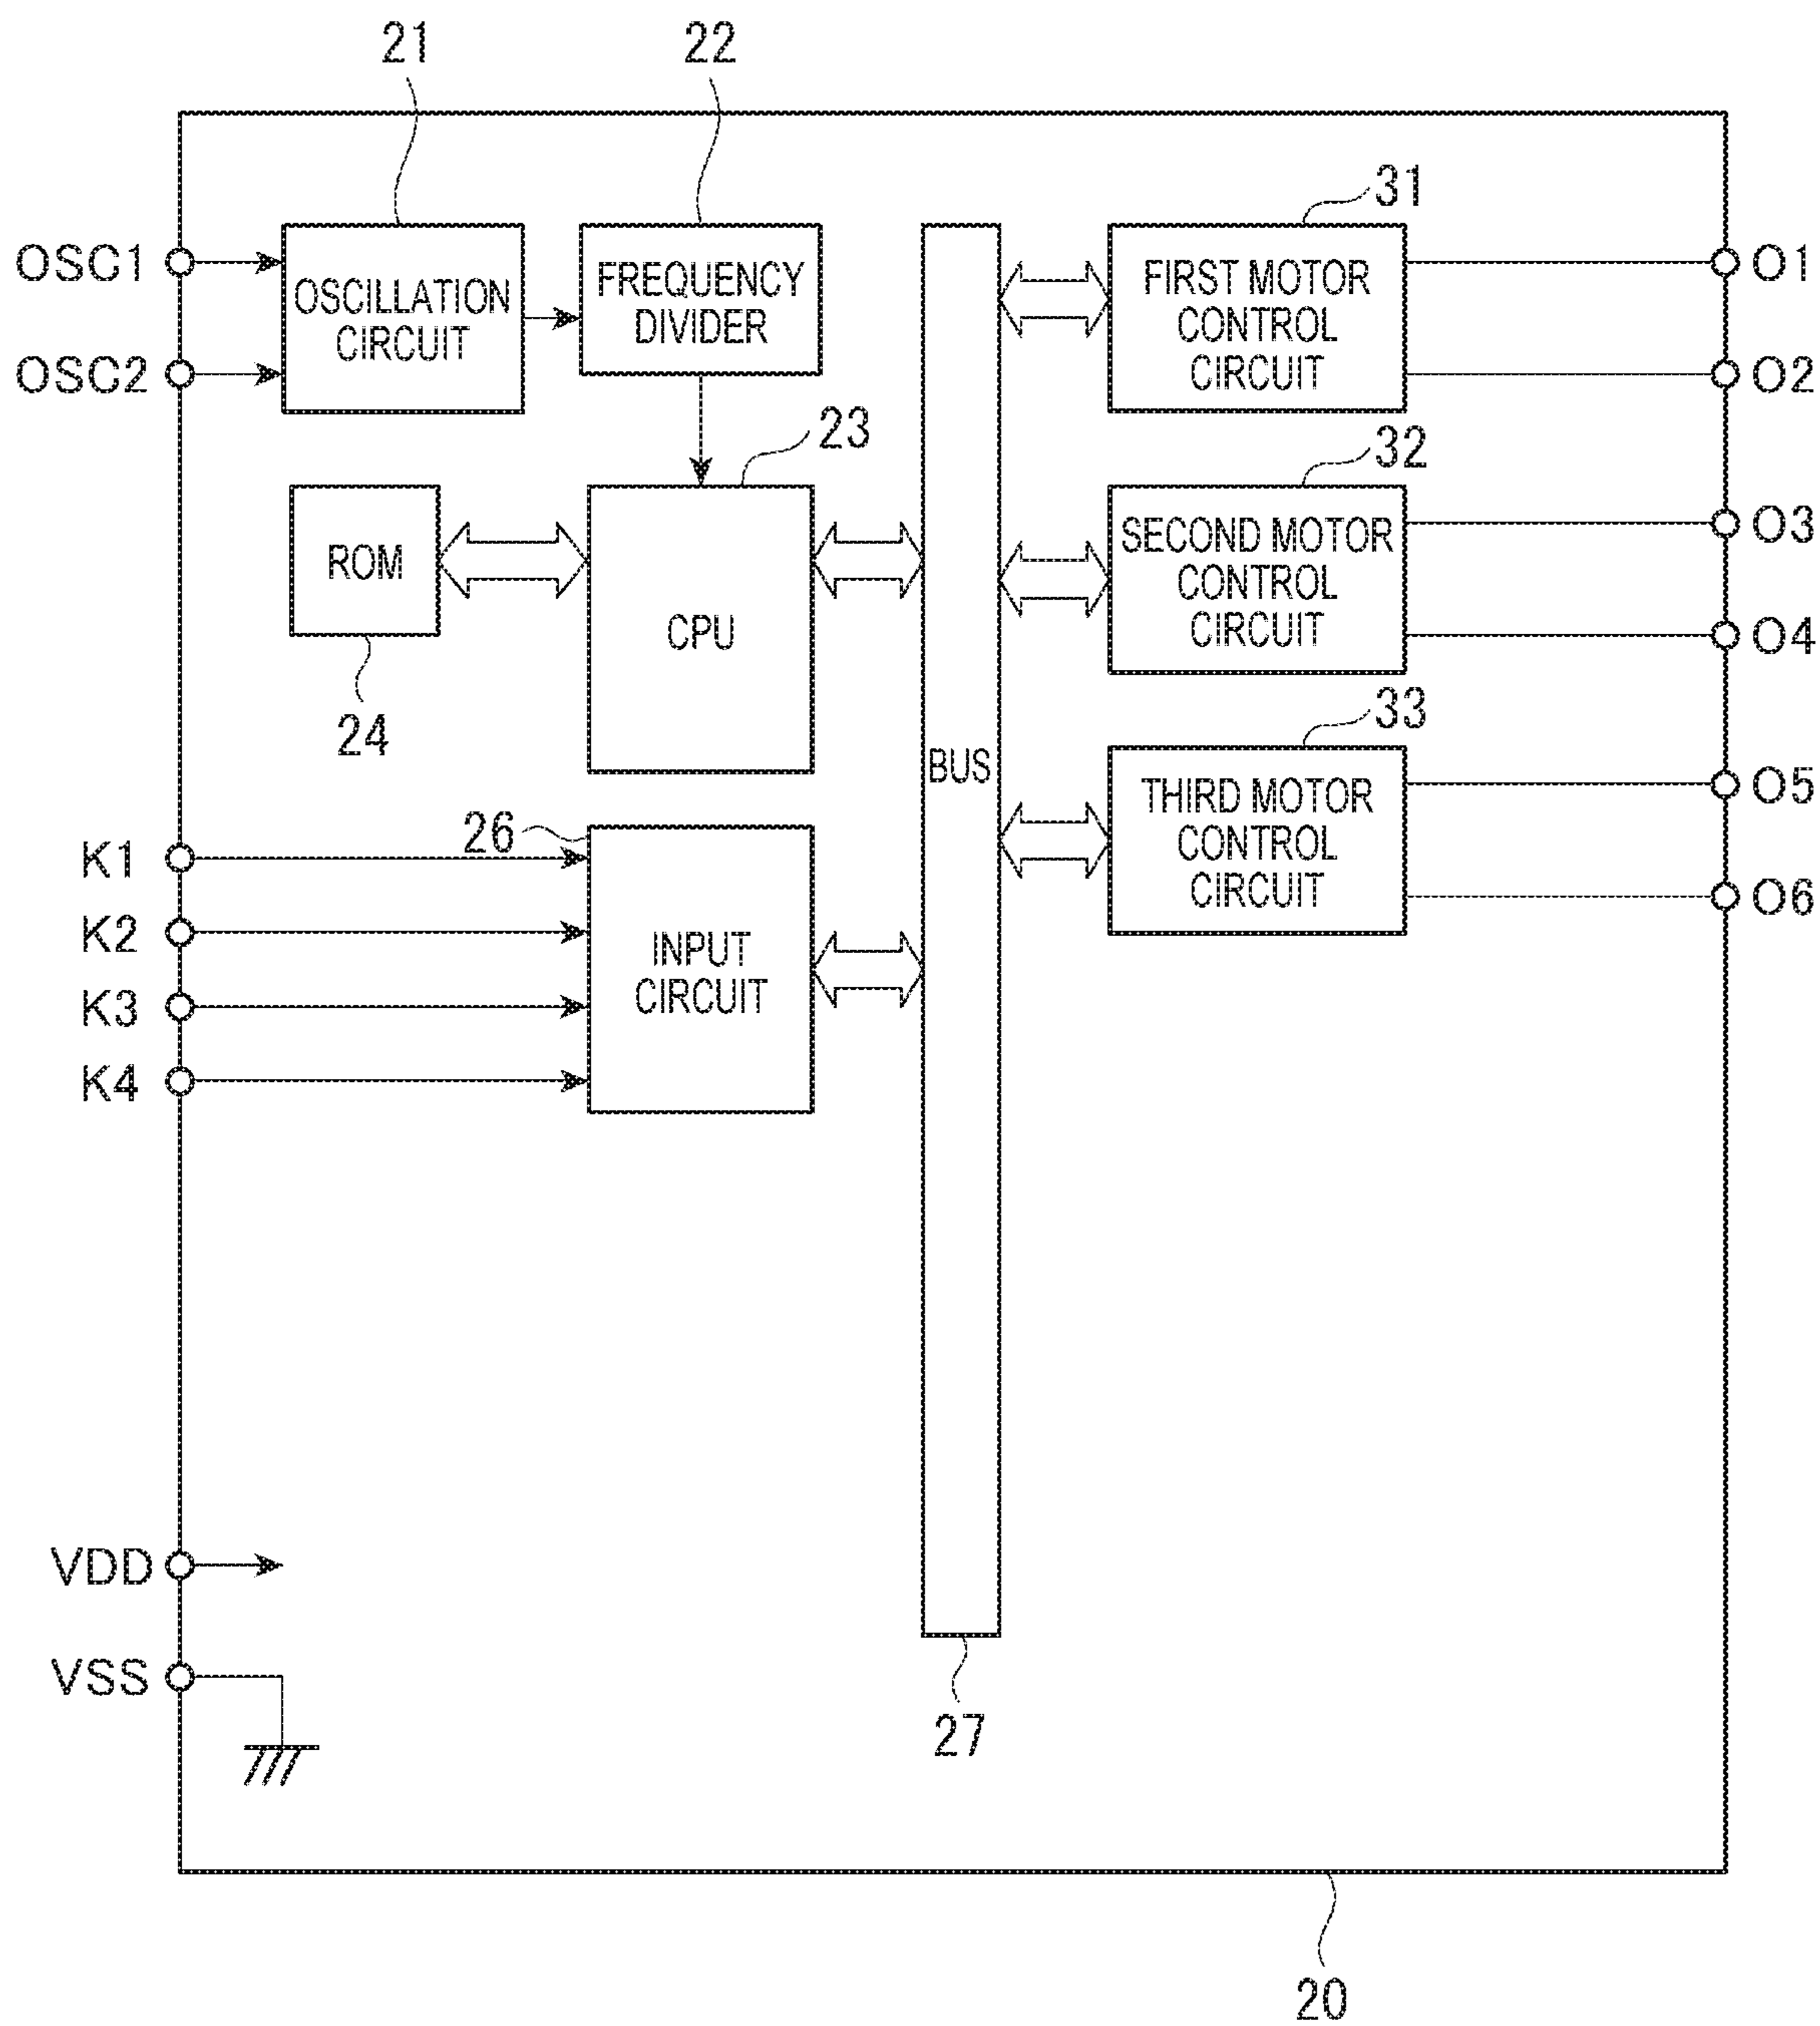 21
22
OSC1
OSC2
OSCILLATION
CIRCUIT
FREQUENCY
DIVIDER
31
FIRST MOTOR
CONTROL
CIRCUIT
O1
O2
23
ROM
24
CPU
32
SECOND MOTOR
CONTROL
CIRCUIT
O3
O4
BUS
33
THIRD MOTOR
CONTROL
CIRCUIT
O5
O6
26
K1
K2
K3
K4
INPUT
CIRCUIT
VDD
VSS
27
20